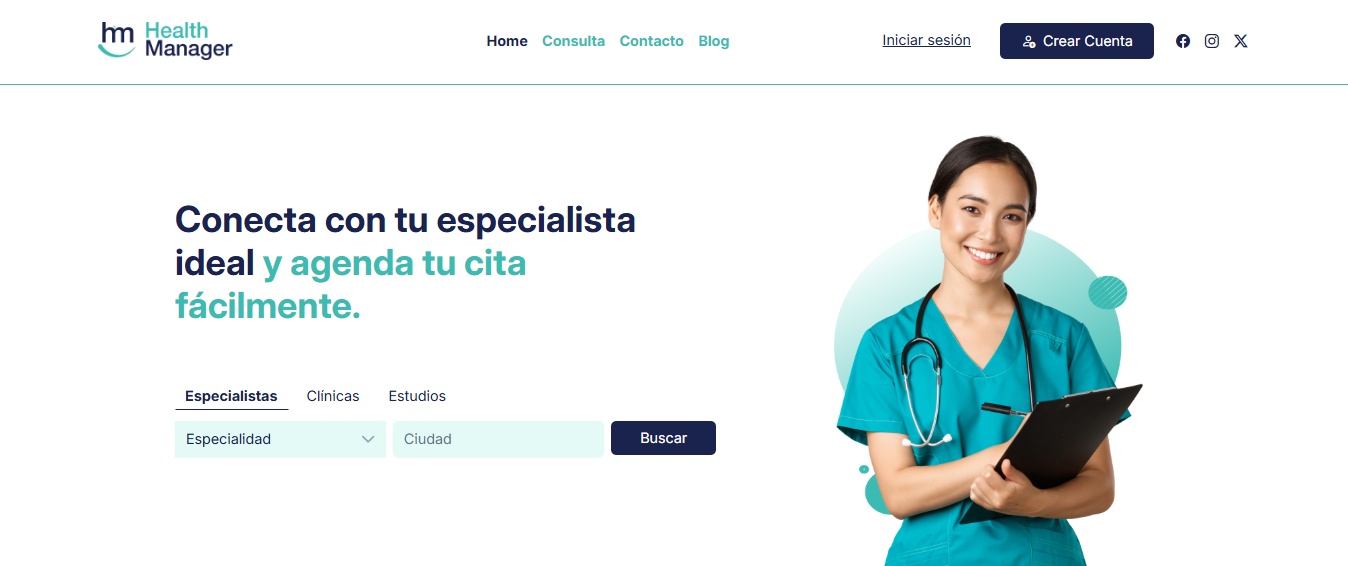 hm Health
Manager
Home Consulta Contacto Blog
Iniciar sesión
Crear Cuenta
Conecta con tu especialista
ideal y agenda tu cita
fácilmente.
Especialistas Clínicas Estudios
Especialidad Ciudad Buscar